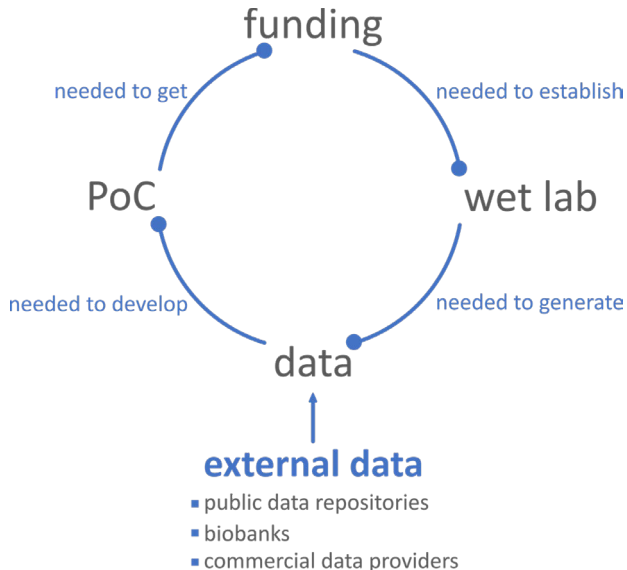 funding
needed to get
needed to establish
PoC
wet lab
needed to develop
needed to generate
data
external data
public data repositories
biobanks
commercial data providers